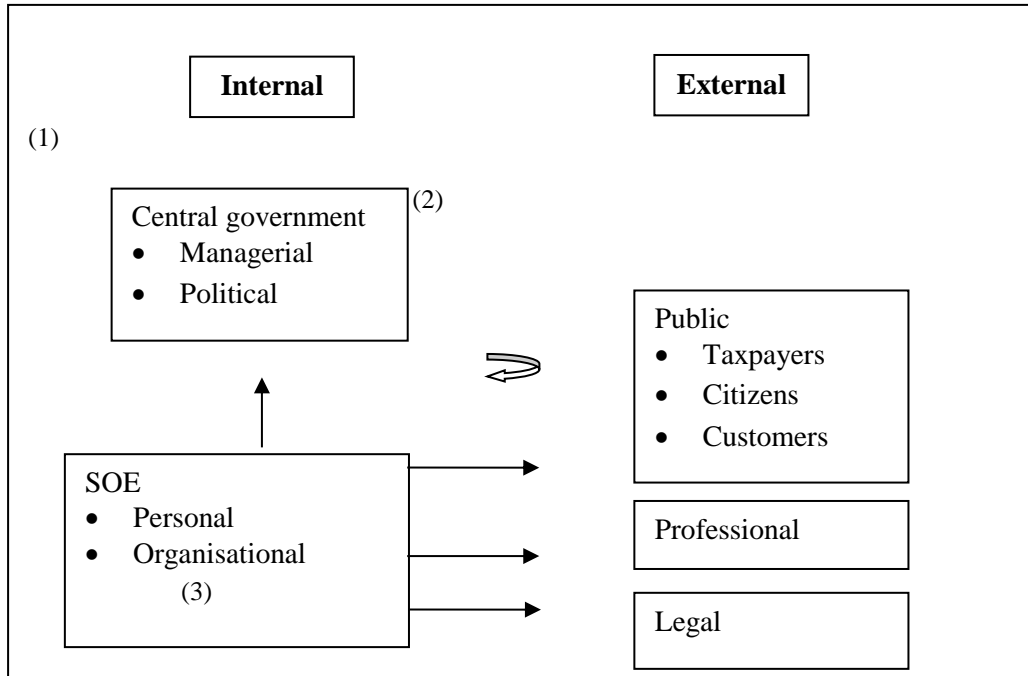 Internal
External
(1)
(2)
Central government
• Managerial
• Political
Public
• Taxpayers
• Citizens
• Customers
SOE
• Personal
• Organisational
(3)
Professional
Legal